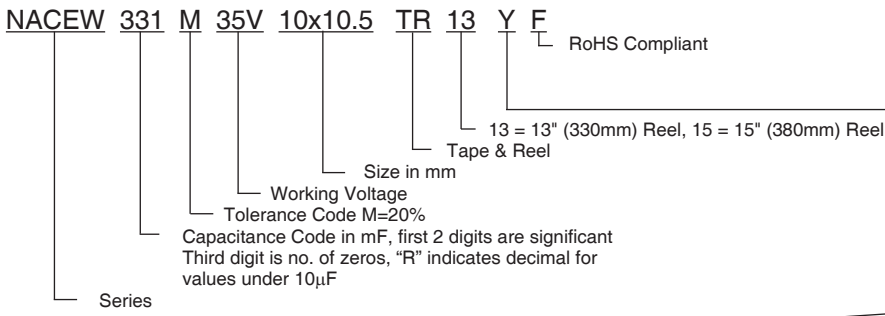 NACEW 331 M 35V 10x10.5 TR 13 Y F
RoHS Compliant
13 = 13" (330mm) Reel, 15 = 15" (380mm) Reel
Tape & Reel
Size in mm
Working Voltage
Tolerance Code M=20%
Capacitance Code in mF, first 2 digits are significant
Third digit is no. of zeros, “R” indicates decimal for
values under 10μF
Series